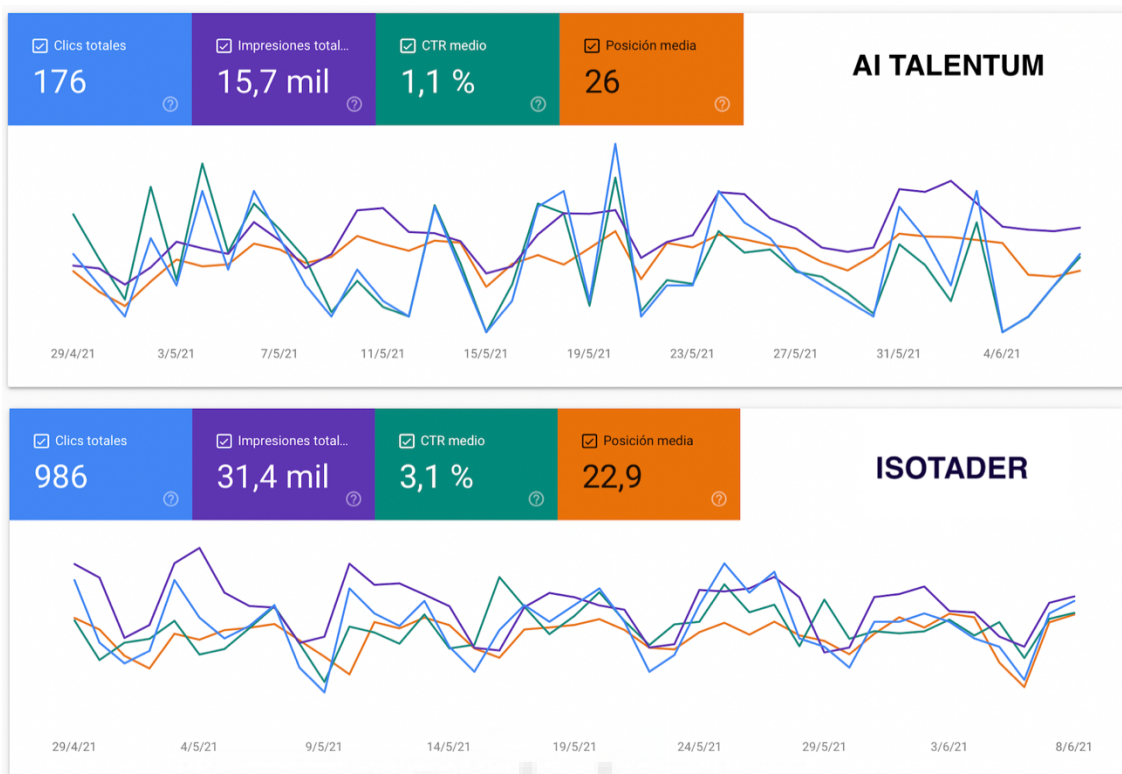 Clics totales
176
Impresiones total...
15,7 mil
CTR medio
1,1 %
Posición media
26
AI TALENTUM
29/4/21 3/5/21 7/5/21 11/5/21 15/5/21 19/5/21 23/5/21 27/5/21 31/5/21 4/6/21
Clics totales
986
Impresiones total...
31,4 mil
CTR medio
3,1 %
Posición media
22,9
ISOTADER
29/4/21 4/5/21 9/5/21 14/5/21 19/5/21 24/5/21 29/5/21 3/6/21 8/6/21